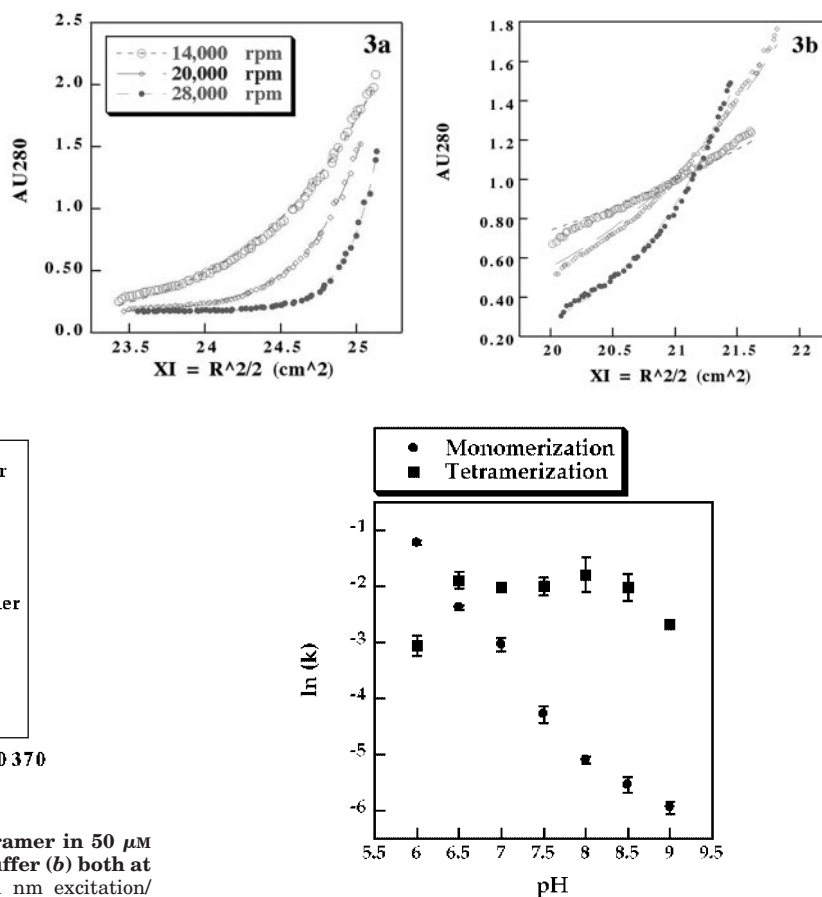 3a
14,000 rpm
20,000 rpm
28,000 rpm
AU280
2.5
2.0
1.5
1.0
0.50
0.0
23.5 24 24.5 25
XI = R^2/2 (cm^2)
3b
AU280
1.8
1.6
1.4
1.2
1.0
0.80
0.60
0.40
0.20
20 20.5 21 21.5 22
XI = R^2/2 (cm^2)
r
er
0 370
ramer in 50 μM
uffer (b) both at
nm excitation/
Monomerization
Tetramerization
ln (k)
-1
-2
-3
-4
-5
-6
5.5 6 6.5 7 7.5 8 8.5 9 9.5
pH